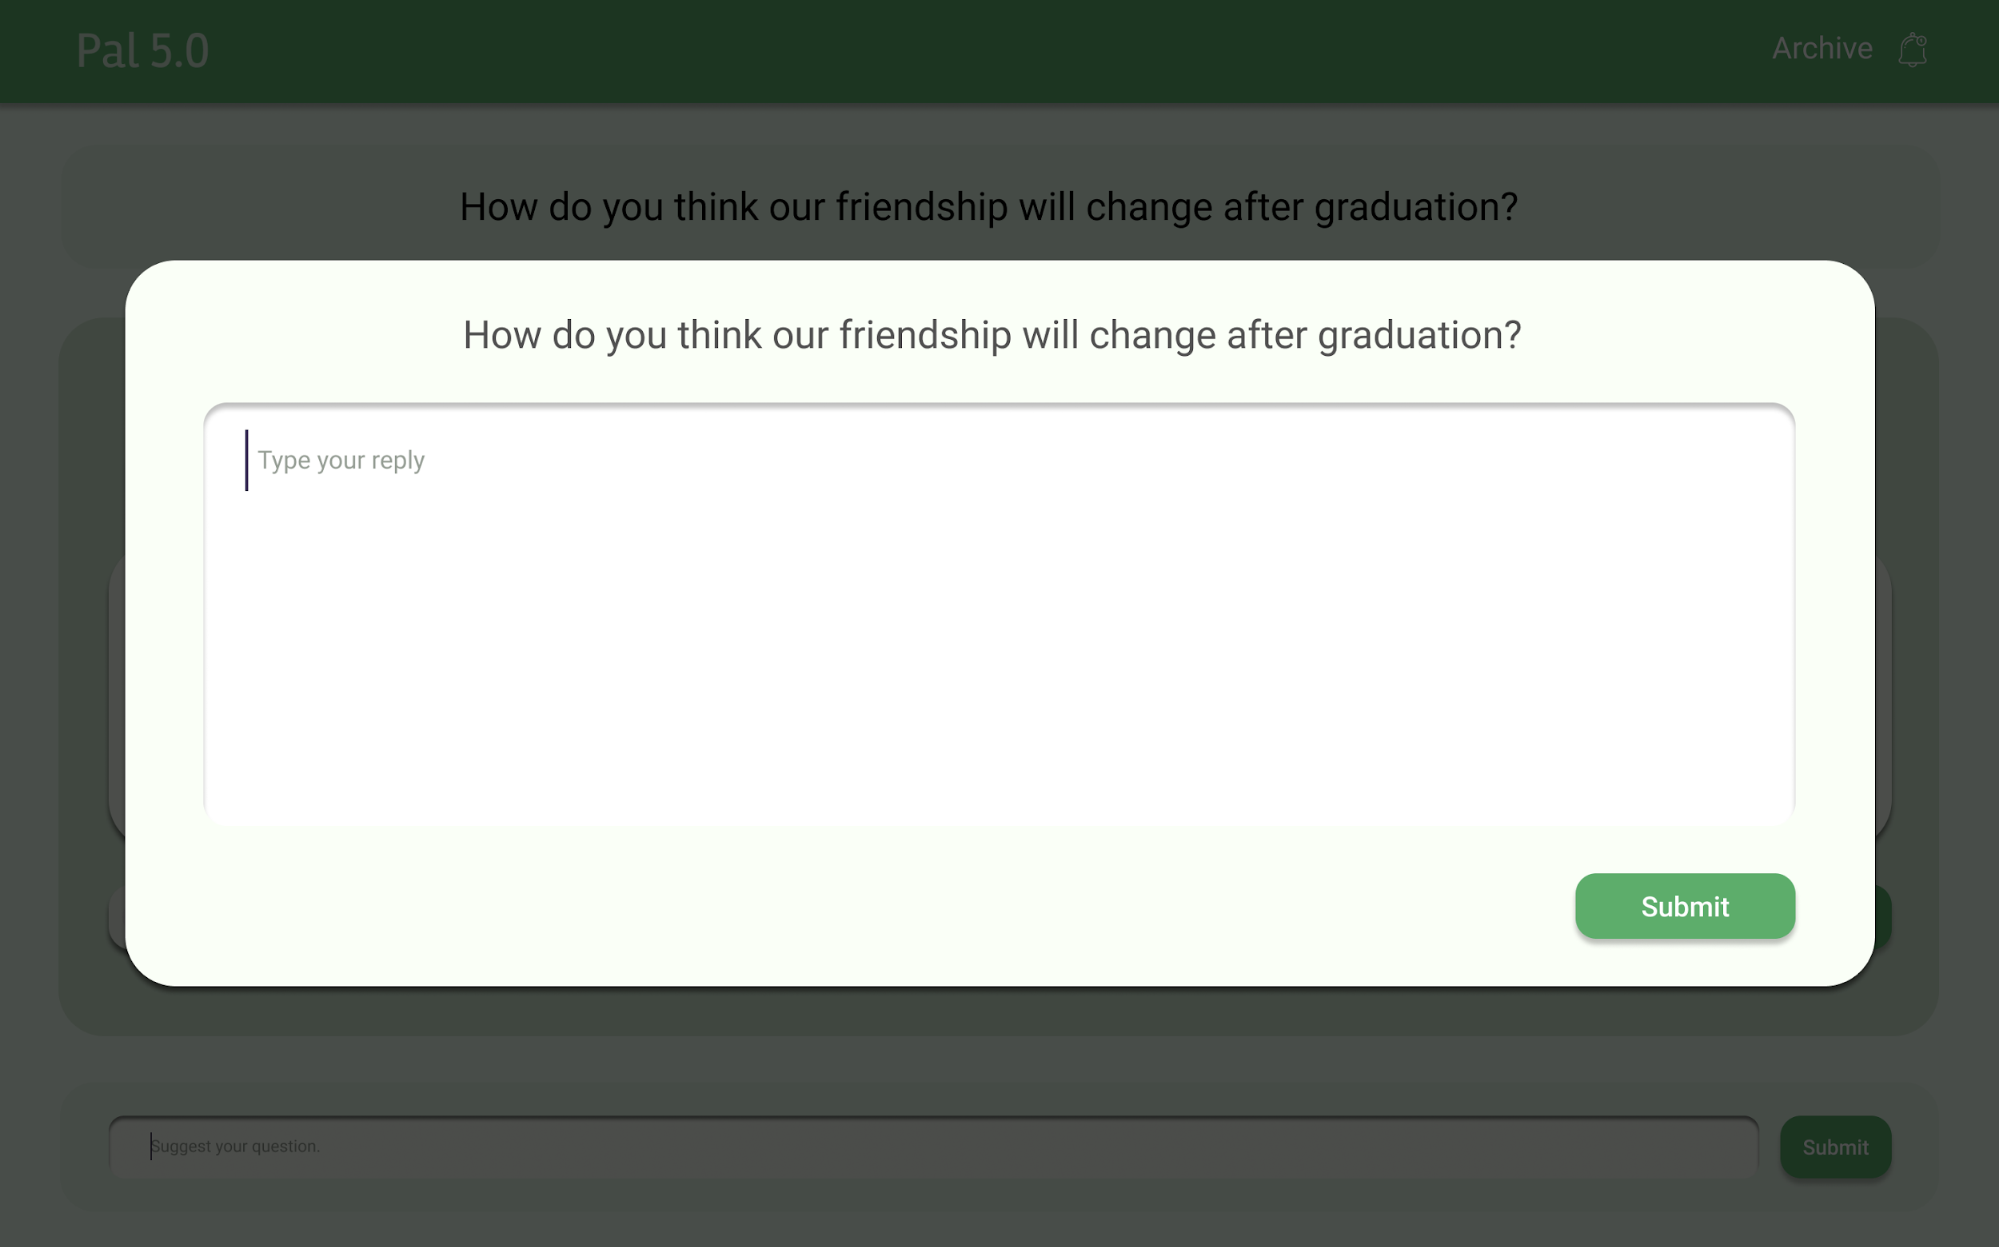 Pal 5.0
Archive
How do you think our friendship will change after graduation?
How do you think our friendship will change after graduation?
Type your reply
Submit
Suggest your question.
Submit